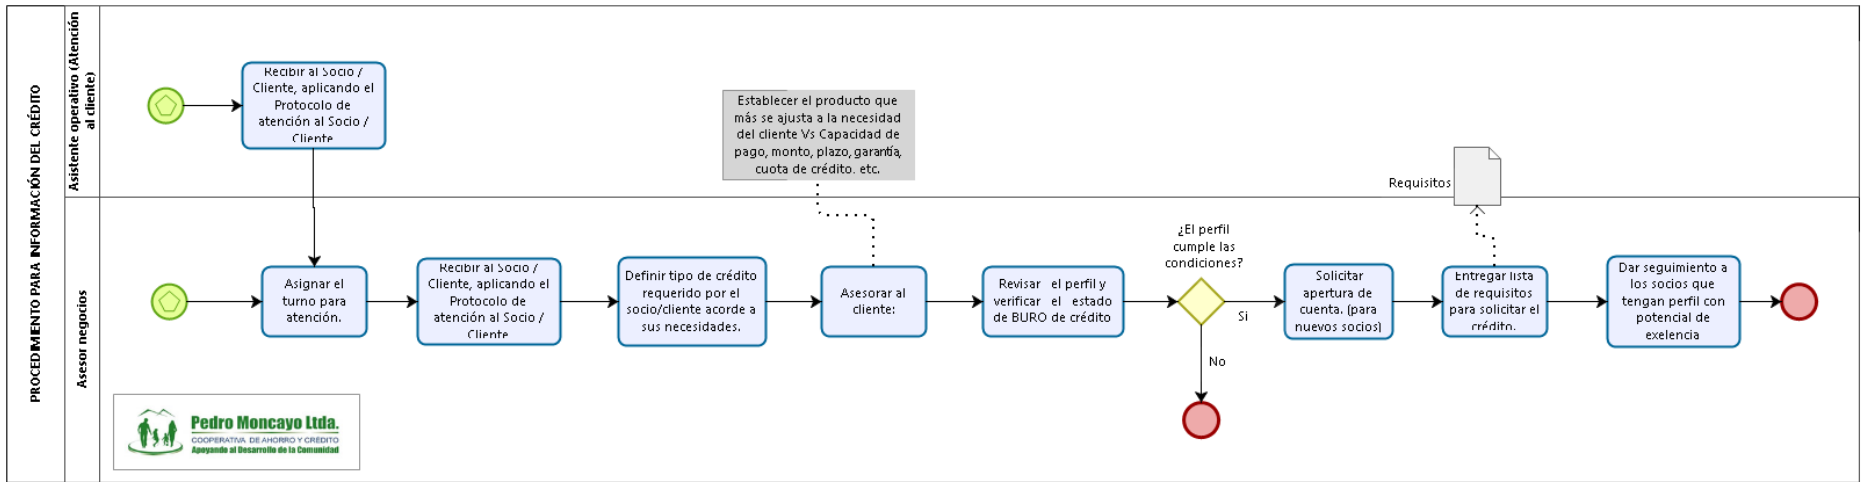 PROCEDIMIENTO PARA INFORMACIÓN DEL CRÉDITO
Asistente operativo (Atención
al cliente)
Recibir al Socio /
Cliente, aplicando el
Protocolo de
atención al Socio /
Cliente
Establecer el producto que
más se ajusta a la necesidad
del cliente Vs Capacidad de
pago, monto, plazo, garantía,
cuota de crédito. etc.
Requisitos
Asesor negocios
Asignar el
turno para
atención.
Recibir al Socio /
Cliente, aplicando el
Protocolo de
atención al Socio /
Cliente
Definir tipo de crédito
requerido por el
socio/cliente acorde a
sus necesidades.
Asesorar al
cliente:
Revisar el perfil y
verificar el estado
de BURO de crédito
¿El perfil
cumple las
condiciones?
Si
No
Solicitar
apertura de
cuenta. (para
nuevos socios)
Entregar lista
de requisitos
para solicitar el
crédito.
Dar seguimiento a
los socios que
tengan perfil con
potencial de
exelencia
Pedro Moncayo Ltda.
COOPERATIVA DE AHORRO Y CRÉDITO
Apoyando al Desarrollo de la Comunidad